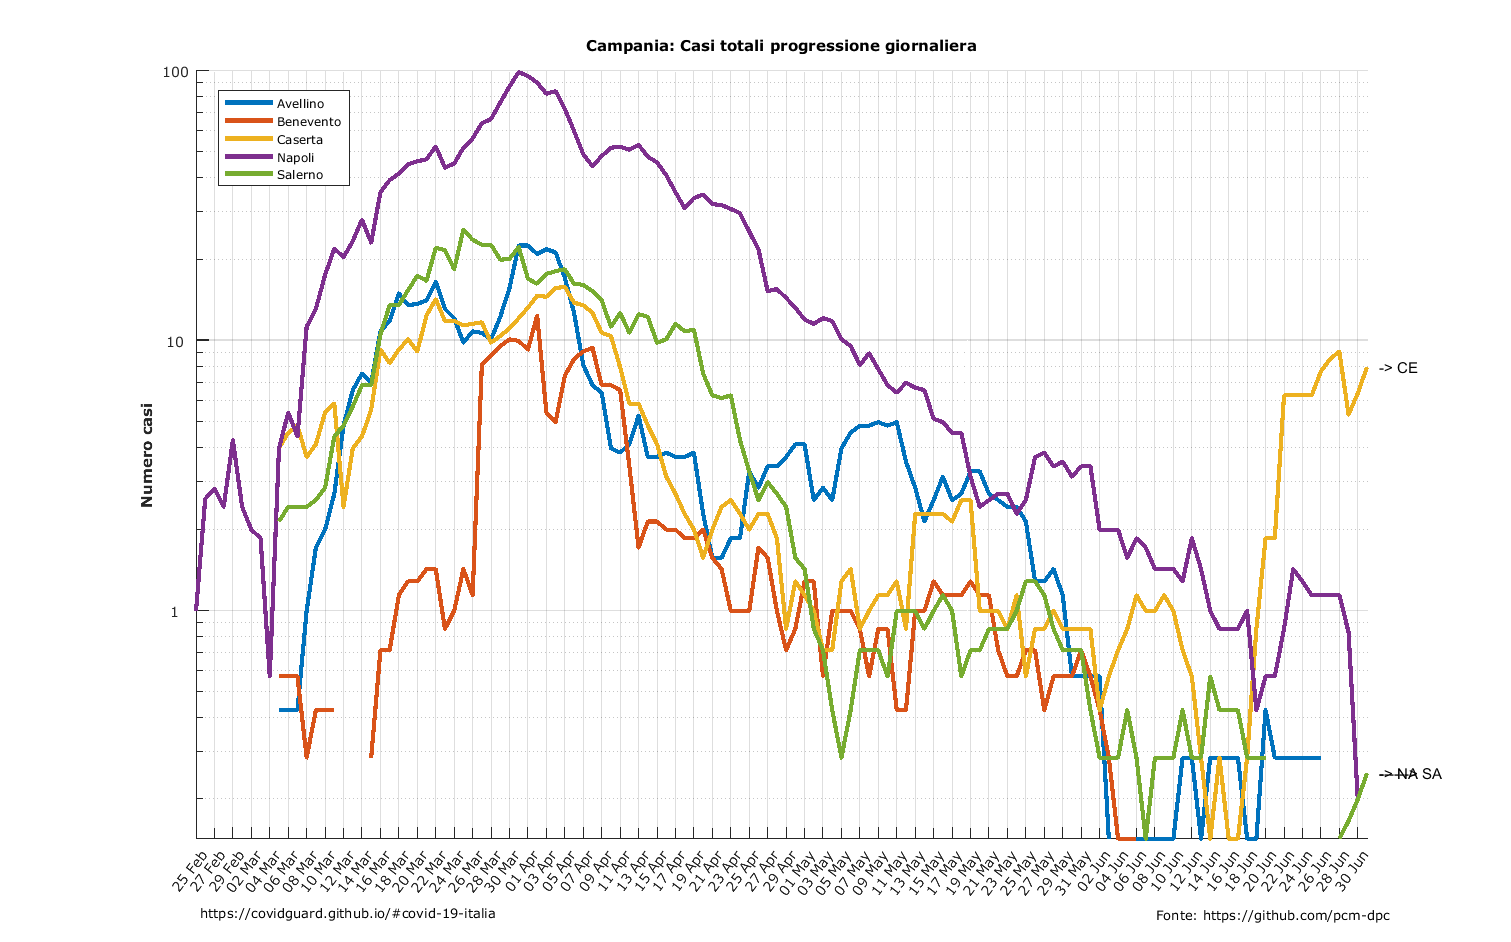 Campania: Casi totali progressione giornaliera
100
10
1
Numero casi
Avellino
Benevento
Caserta
Napoli
Salerno
-> CE
-> NA SA
25 Feb
27 Feb
29 Feb
02 Mar
04 Mar
06 Mar
08 Mar
10 Mar
12 Mar
14 Mar
16 Mar
18 Mar
20 Mar
22 Mar
24 Mar
26 Mar
28 Mar
30 Mar
01 Apr
03 Apr
05 Apr
07 Apr
09 Apr
11 Apr
13 Apr
15 Apr
17 Apr
19 Apr
21 Apr
23 Apr
25 Apr
27 Apr
29 Apr
01 May
03 May
05 May
07 May
09 May
11 May
13 May
15 May
17 May
19 May
21 May
23 May
25 May
27 May
29 May
31 May
02 Jun
04 Jun
06 Jun
08 Jun
10 Jun
12 Jun
14 Jun
16 Jun
18 Jun
20 Jun
22 Jun
24 Jun
26 Jun
28 Jun
30 Jun
https://covidguard.github.io/#covid-19-italia
Fonte: https://github.com/pcm-dpc